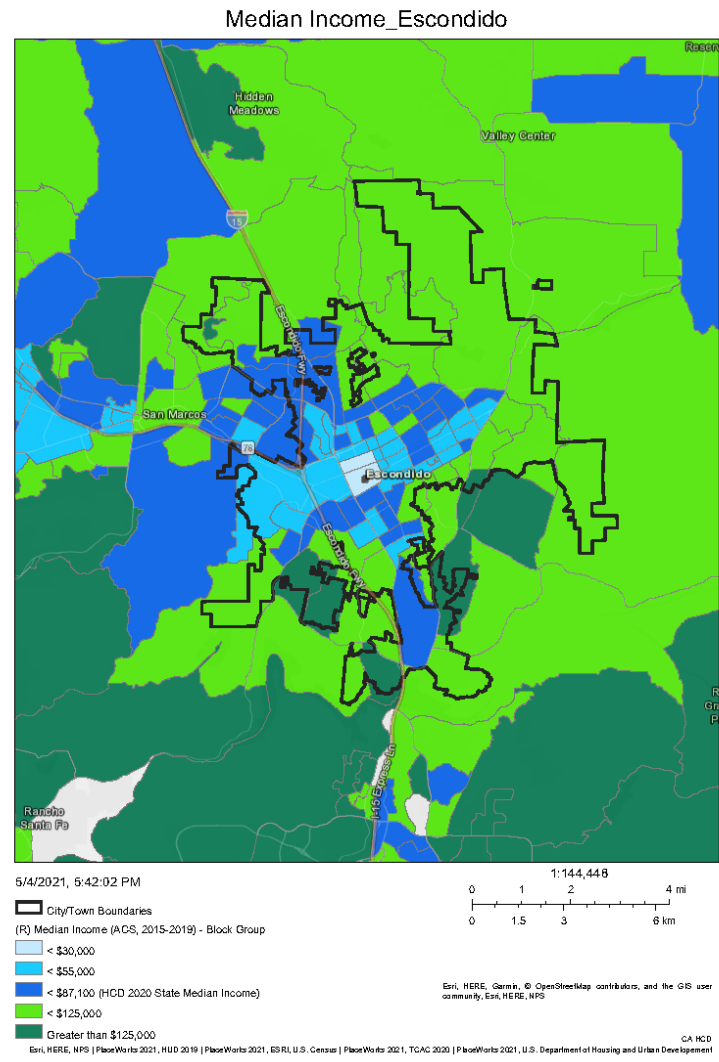 Median Income_Escondido
Reser
Hidden
Meadows
Valley Center
15
Escondido Fwy
San Marcos
78
Escondido
Escondido Fwy
R
Gr
P
I-15 Express Ln
Rancho
Santa Fe
5/4/2021, 5:42:02 PM
1:144,448
0 1 2 4 mi
0 1.5 3 6 km
City/Town Boundaries
(R) Median Income (ACS, 2015-2019) - Block Group
< $30,000
< $55,000
< $87,100 (HCD 2020 State Median Income)
< $125,000
Greater than $125,000
Esri, HERE, Garmin, © OpenStreetMap contributors, and the GIS user
community, Esri, HERE, NPS
CA HCD
Esri, HERE, NPS | PlaceWorks 2021, HUD 2019 | PlaceWorks 2021, ESRI, U.S. Census | PlaceWorks 2021, TCAC 2020 | PlaceWorks 2021, U.S. Department of Housing and Urban Development